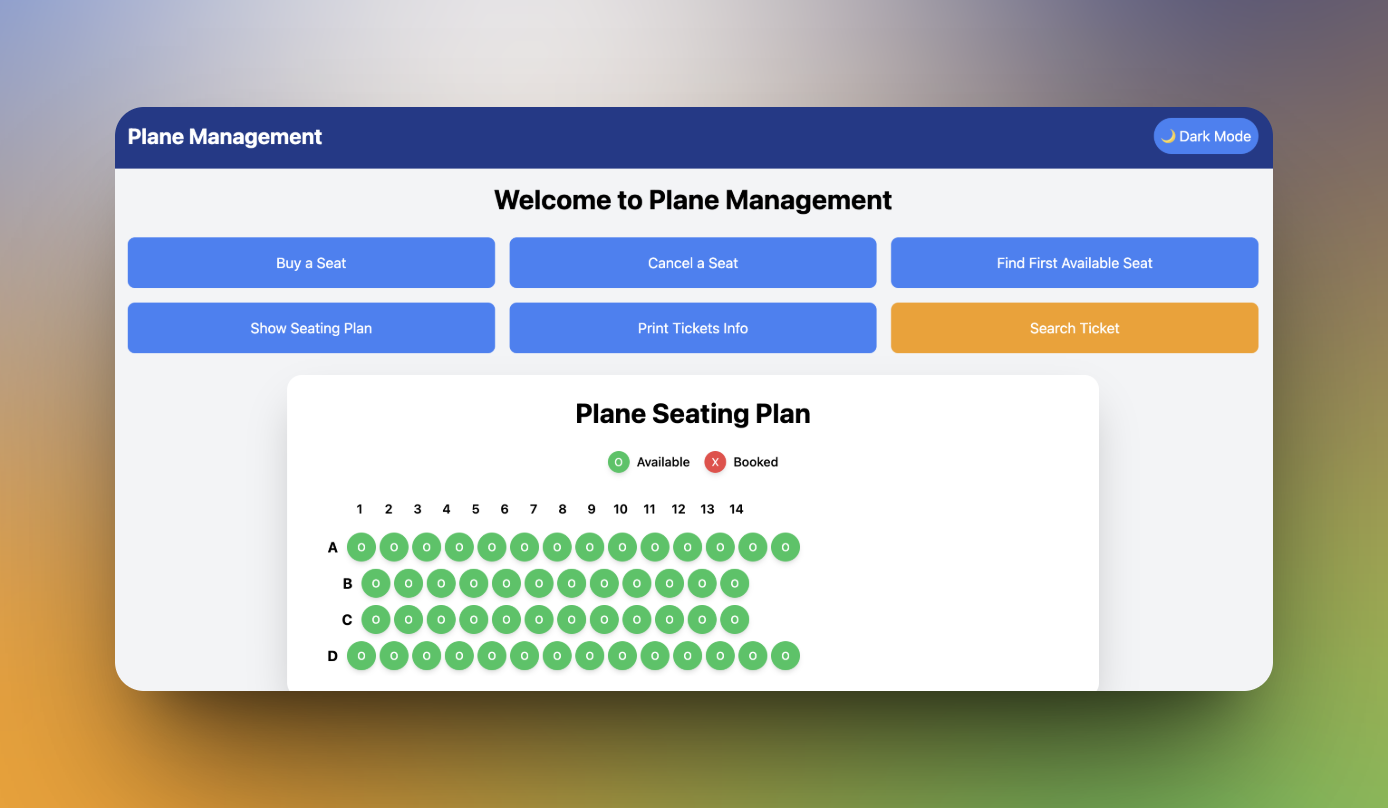 Plane Management
🌙 Dark Mode
Welcome to Plane Management
Buy a Seat Cancel a Seat Find First Available Seat
Show Seating Plan Print Tickets Info Search Ticket
Plane Seating Plan
O Available X Booked
1 2 3 4 5 6 7 8 9 10 11 12 13 14
A O O O O O O O O O O O O O O
B O O O O O O O O O O O O
C O O O O O O O O O O O O
D O O O O O O O O O O O O O O